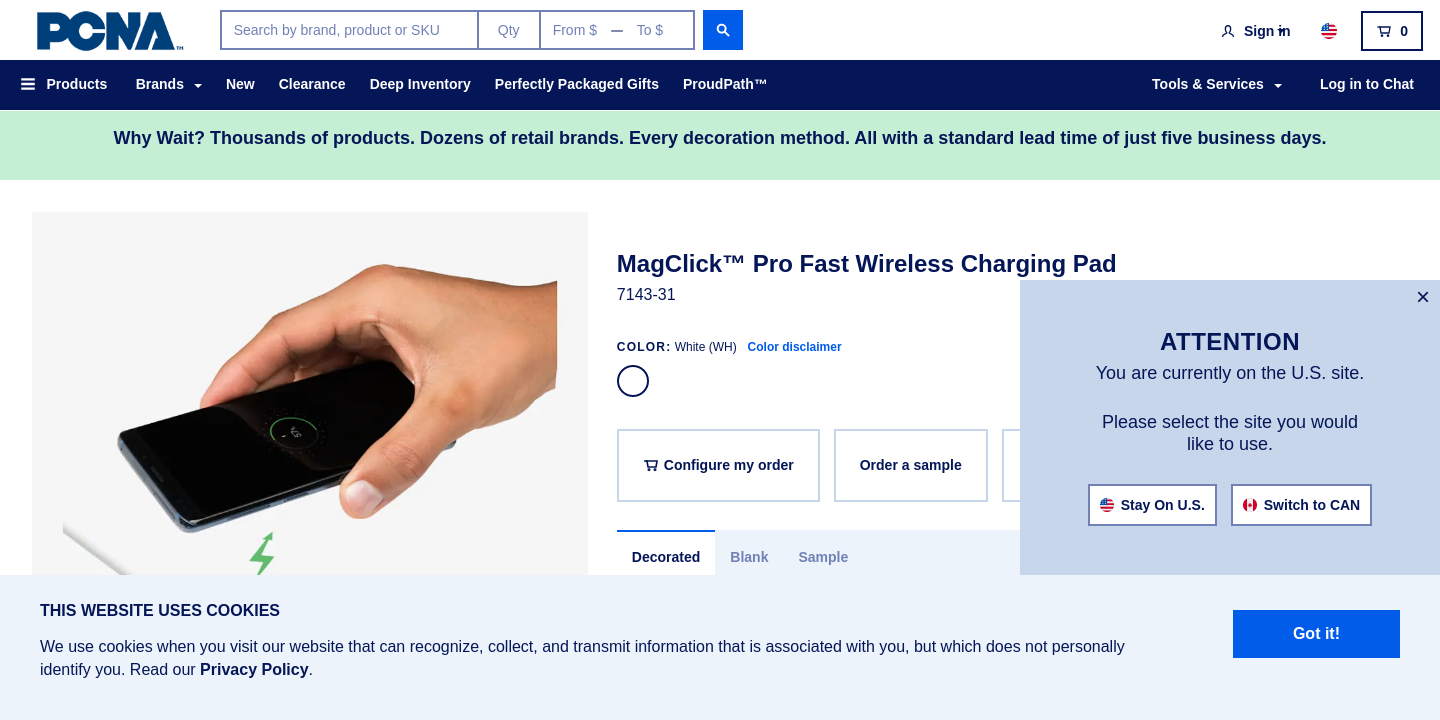 PCNA™
Search by brand, product or SKU
Qty
From $ — To $
Sign in
0
Products
Brands
New
Clearance
Deep Inventory
Perfectly Packaged Gifts
ProudPath™
Tools & Services
Log in to Chat
Why Wait? Thousands of products. Dozens of retail brands. Every decoration method. All with a standard lead time of just five business days.
MagClick™ Pro Fast Wireless Charging Pad
7143-31
COLOR: White (WH) Color disclaimer
Configure my order
Order a sample
Decorated
Blank
Sample
×
ATTENTION
You are currently on the U.S. site.
Please select the site you would
like to use.
Stay On U.S.
Switch to CAN
THIS WEBSITE USES COOKIES
We use cookies when you visit our website that can recognize, collect, and transmit information that is associated with you, but which does not personally
identify you. Read our Privacy Policy.
Got it!